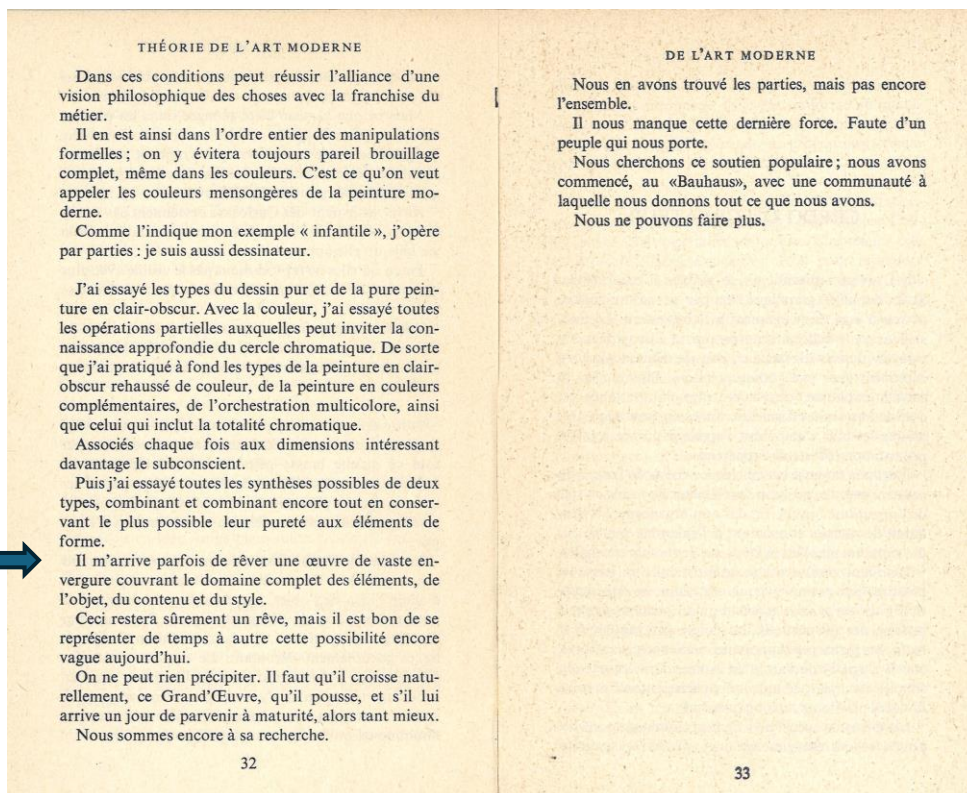 THÉORIE DE L'ART MODERNE
Dans ces conditions peut réussir l'alliance d'une
vision philosophique des choses avec la franchise du
métier.
Il en est ainsi dans l'ordre entier des manipulations
formelles ; on y évitera toujours pareil brouillage
complet, même dans les couleurs. C'est ce qu'on veut
appeler les couleurs mensongères de la peinture mo-
derne.
Comme l'indique mon exemple « infantile », j'opère
par parties : je suis aussi dessinateur.
J'ai essayé les types du dessin pur et de la pure pein-
ture en clair-obscur. Avec la couleur, j'ai essayé toutes
les opérations partielles auxquelles peut inviter la con-
naissance approfondie du cercle chromatique. De sorte
que j'ai pratiqué à fond les types de la peinture en clair-
obscur rehaussé de couleur, de la peinture en couleurs
complémentaires, de l'orchestration multicolore, ainsi
que celui qui inclut la totalité chromatique.
Associés chaque fois aux dimensions intéressant
davantage le subconscient.
Puis j'ai essayé toutes les synthèses possibles de deux
types, combinant et combinant encore tout en conser-
vant le plus possible leur pureté aux éléments de
forme.
Il m'arrive parfois de rêver une œuvre de vaste en-
vergure couvrant le domaine complet des éléments, de
l'objet, du contenu et du style.
Ceci restera sûrement un rêve, mais il est bon de se
représenter de temps à autre cette possibilité encore
vague aujourd'hui.
On ne peut rien précipiter. Il faut qu'il croisse natu-
rellement, ce Grand'Œuvre, qu'il pousse, et s'il lui
arrive un jour de parvenir à maturité, alors tant mieux.
Nous sommes encore à sa recherche.
32
DE L'ART MODERNE
Nous en avons trouvé les parties, mais pas encore
l'ensemble.
Il nous manque cette dernière force. Faute d'un
peuple qui nous porte.
Nous cherchons ce soutien populaire ; nous avons
commencé, au «Bauhaus», avec une communauté à
laquelle nous donnons tout ce que nous avons.
Nous ne pouvons faire plus.
33